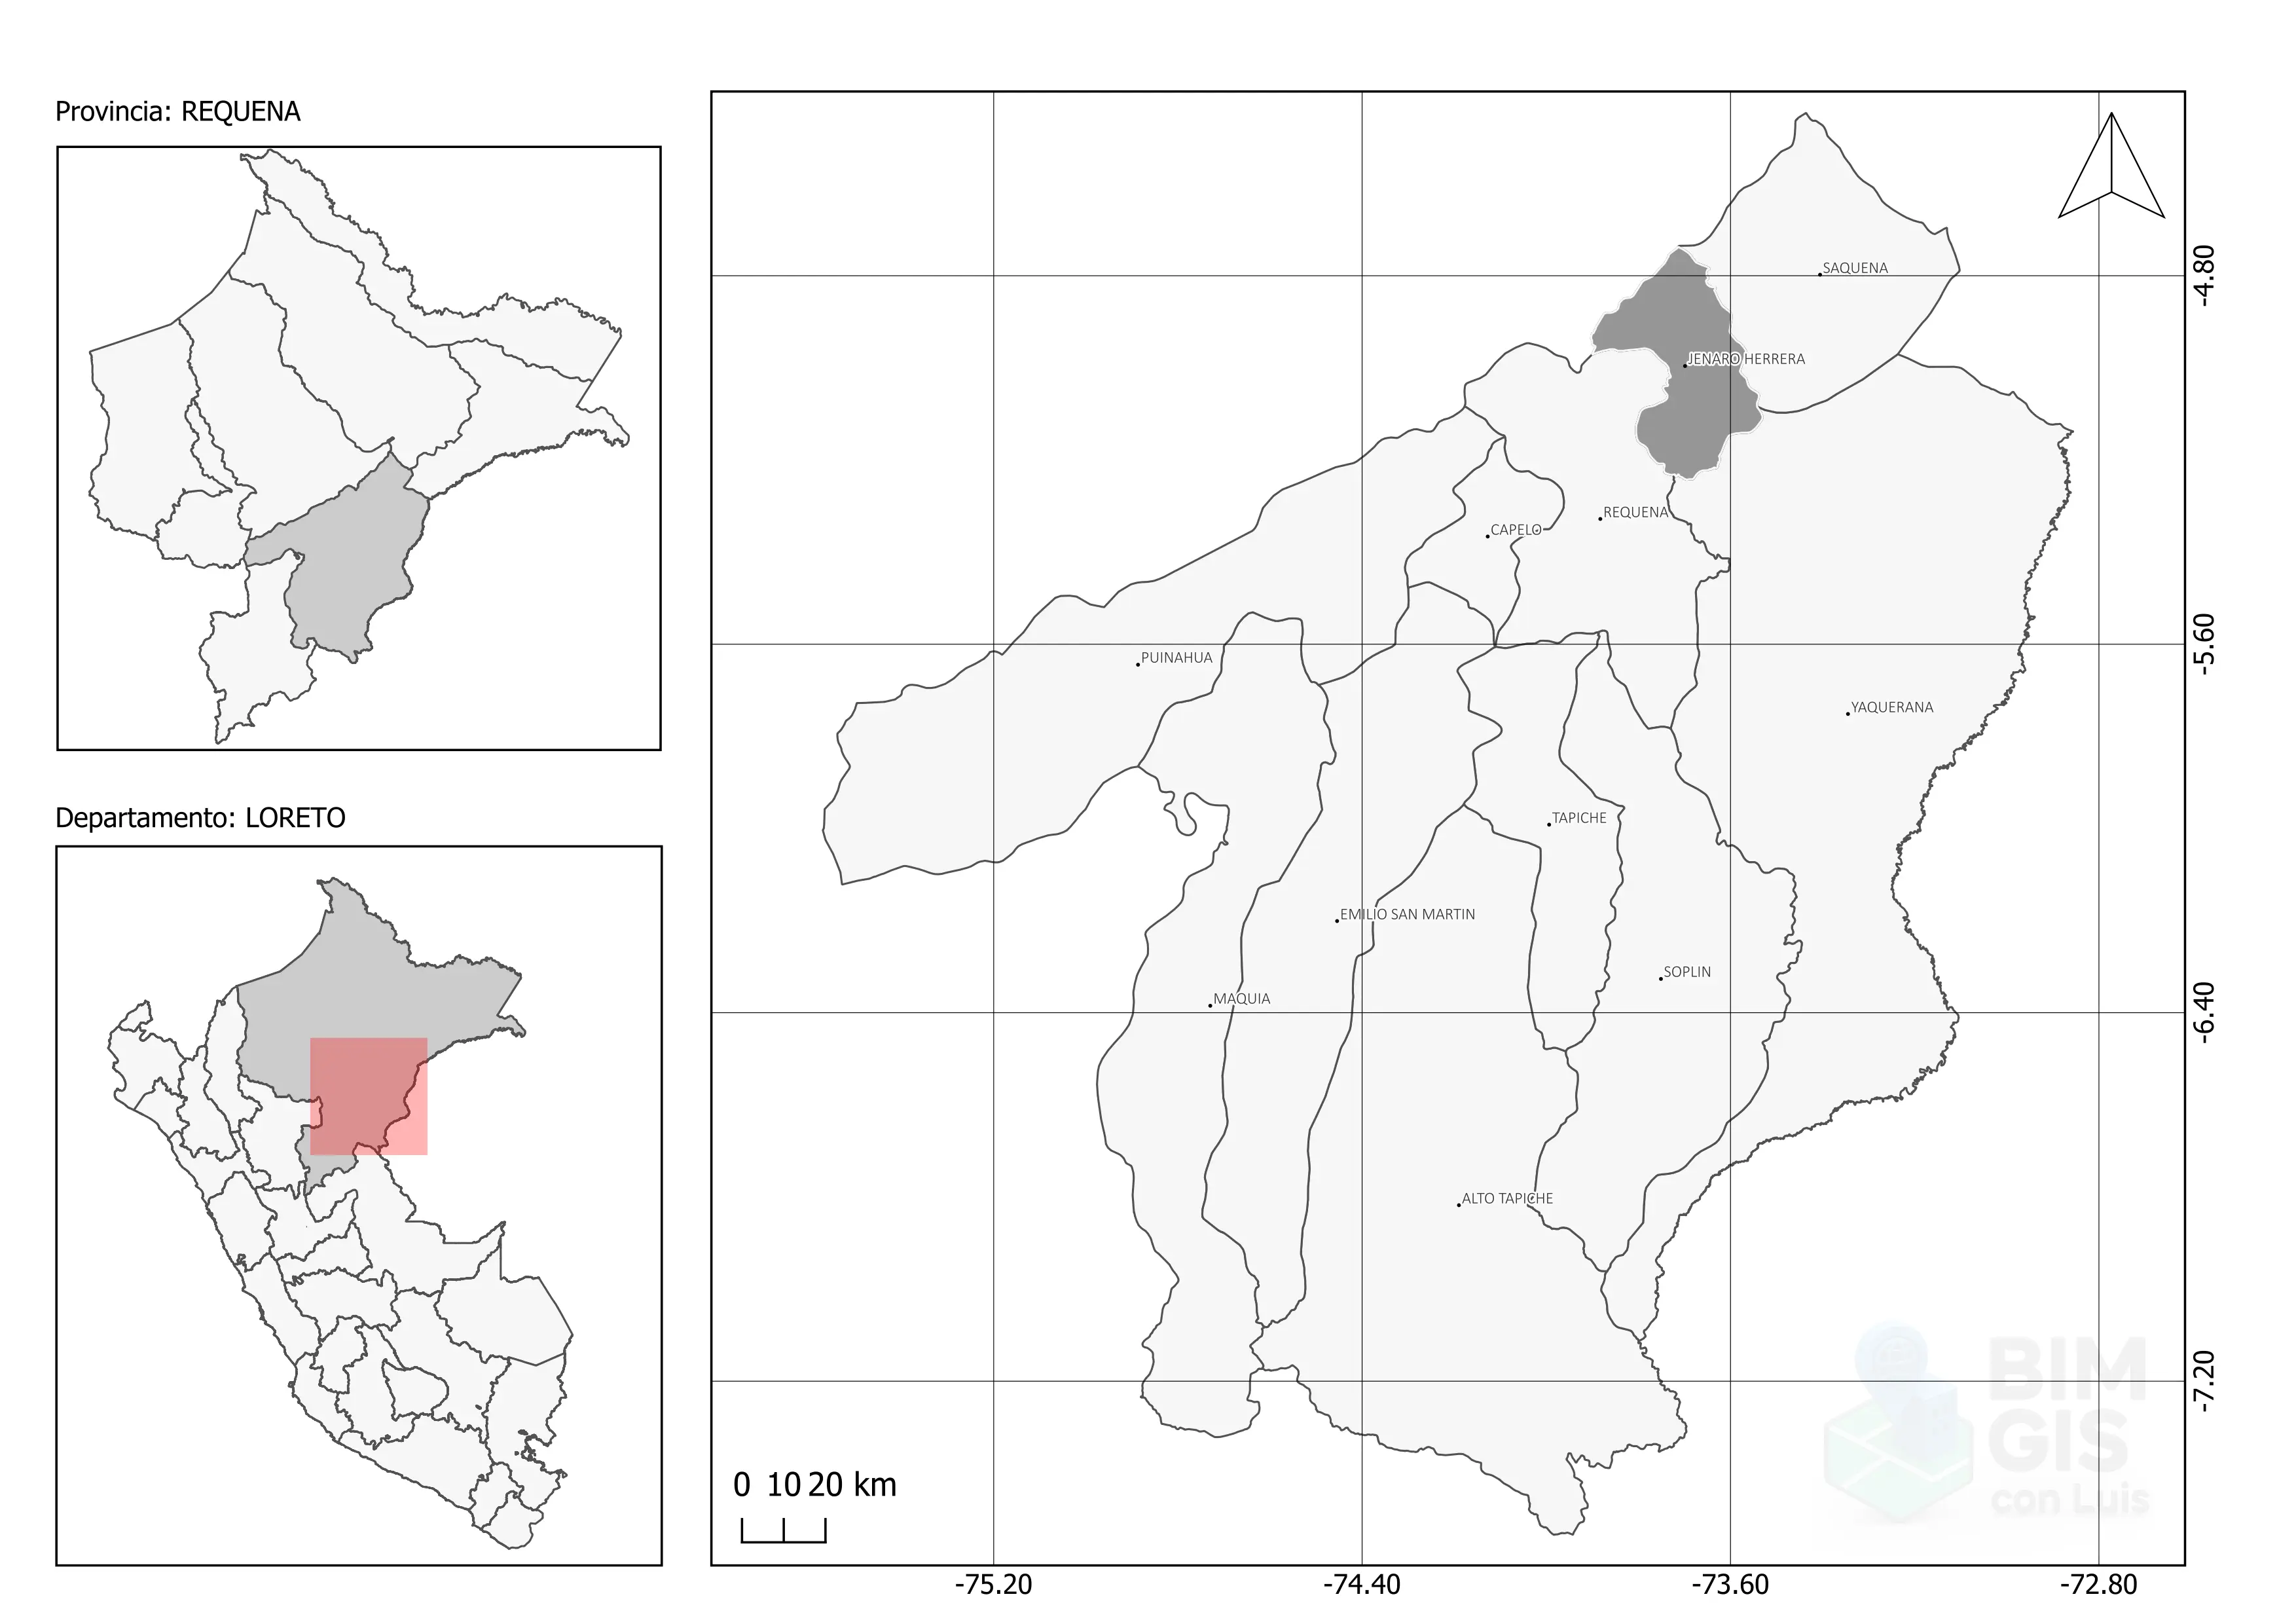 Provincia: REQUENA
Departamento: LORETO
SAQUENA
JENARO HERRERA
REQUENA
CAPELO
PUINAHUA
YAQUERANA
TAPICHE
EMILIO SAN MARTIN
SOPLIN
MAQUIA
ALTO TAPICHE
-4.80
-5.60
-6.40
-7.20
BIM
GIS
con Luis
0 10 20 km
-75.20 -74.40 -73.60 -72.80